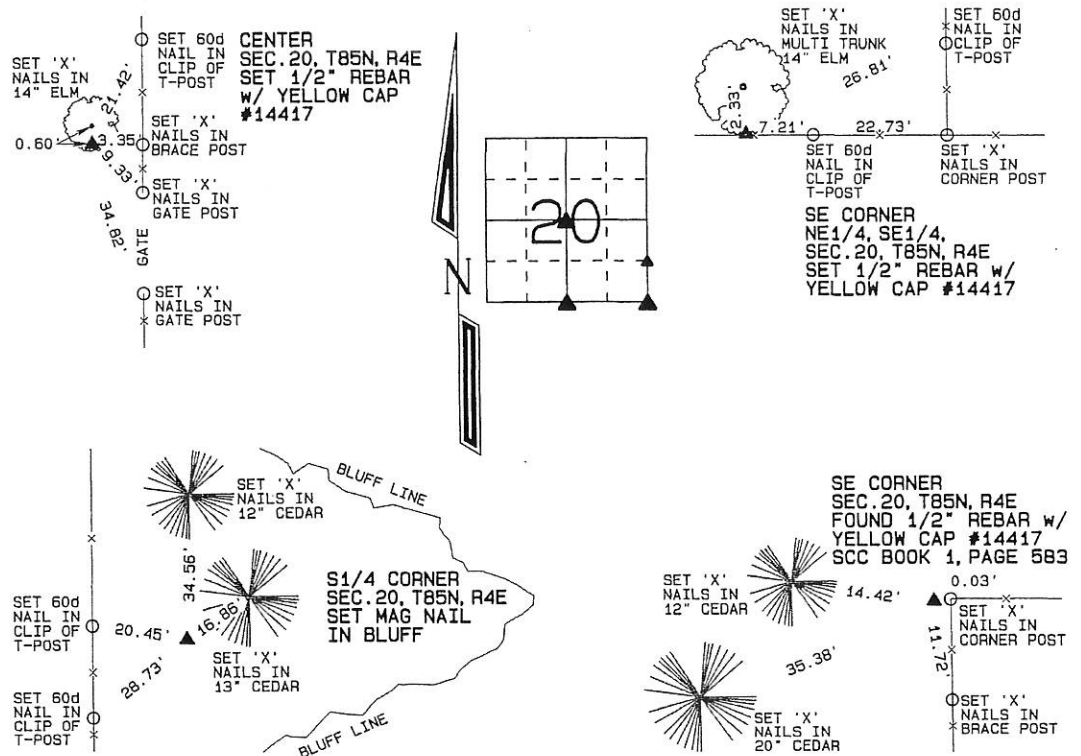 SET 60d
NAIL IN
CLIP OF
T-POST
CENTER
SEC.20, T85N, R4E
SET 1/2" REBAR
W/ YELLOW CAP
#14417
SET 'X'
NAILS IN
14" ELM
21.42'
0.60'
3.35'
9.33'
34.82'
SET 'X'
NAILS IN
BRACE POST
SET 'X'
NAILS IN
GATE POST
GATE
SET 'X'
NAILS IN
GATE POST
N
20
SET 'X'
NAILS IN
MULTI TRUNK
14" ELM
SET 60d
NAIL IN
CLIP OF
T-POST
26.81'
2.33'
7.21'
22.73'
SET 60d
NAIL IN
CLIP OF
T-POST
SET 'X'
NAILS IN
CORNER POST
SE CORNER
NE1/4, SE1/4,
SEC.20, T85N, R4E
SET 1/2" REBAR W/
YELLOW CAP #14417
SET 'X'
NAILS IN
12" CEDAR
BLUFF LINE
34.56'
16.86'
20.45'
28.73'
SET 60d
NAIL IN
CLIP OF
T-POST
SET 'X'
NAILS IN
13" CEDAR
SET 60d
NAIL IN
CLIP OF
T-POST
S1/4 CORNER
SEC.20, T85N, R4E
SET MAG NAIL
IN BLUFF
BLUFF LINE
SE CORNER
SEC.20, T85N, R4E
FOUND 1/2" REBAR W/
YELLOW CAP #14417
SCC BOOK 1, PAGE 583
SET 'X'
NAILS IN
12" CEDAR
14.42'
0.03'
SET 'X'
NAILS IN
CORNER POST
11.72'
35.38'
SET 'X'
NAILS IN
BRACE POST
SET 'X'
NAILS IN
20" CEDAR